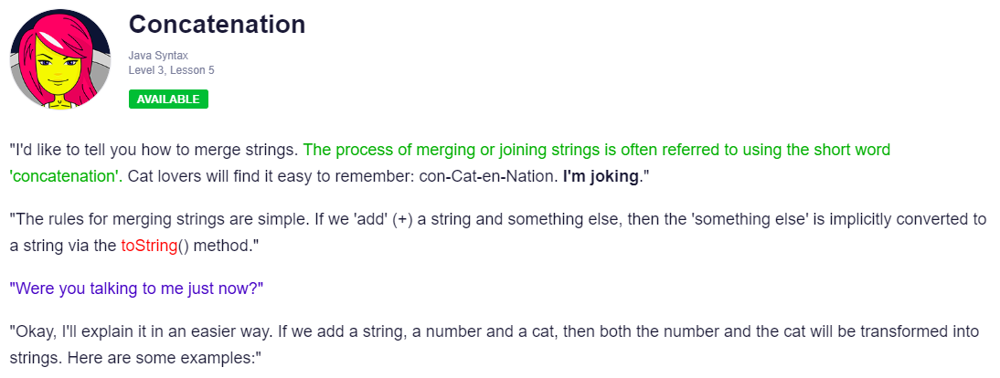 Concatenation
Java Syntax
Level 3, Lesson 5
AVAILABLE
"I'd like to tell you how to merge strings. The process of merging or joining strings is often referred to using the short word
'concatenation'. Cat lovers will find it easy to remember: con-Cat-en-Nation. I'm joking."
"The rules for merging strings are simple. If we 'add' (+) a string and something else, then the 'something else' is implicitly converted to
a string via the toString() method."
"Were you talking to me just now?"
"Okay, I'll explain it in an easier way. If we add a string, a number and a cat, then both the number and the cat will be transformed into
strings. Here are some examples:"